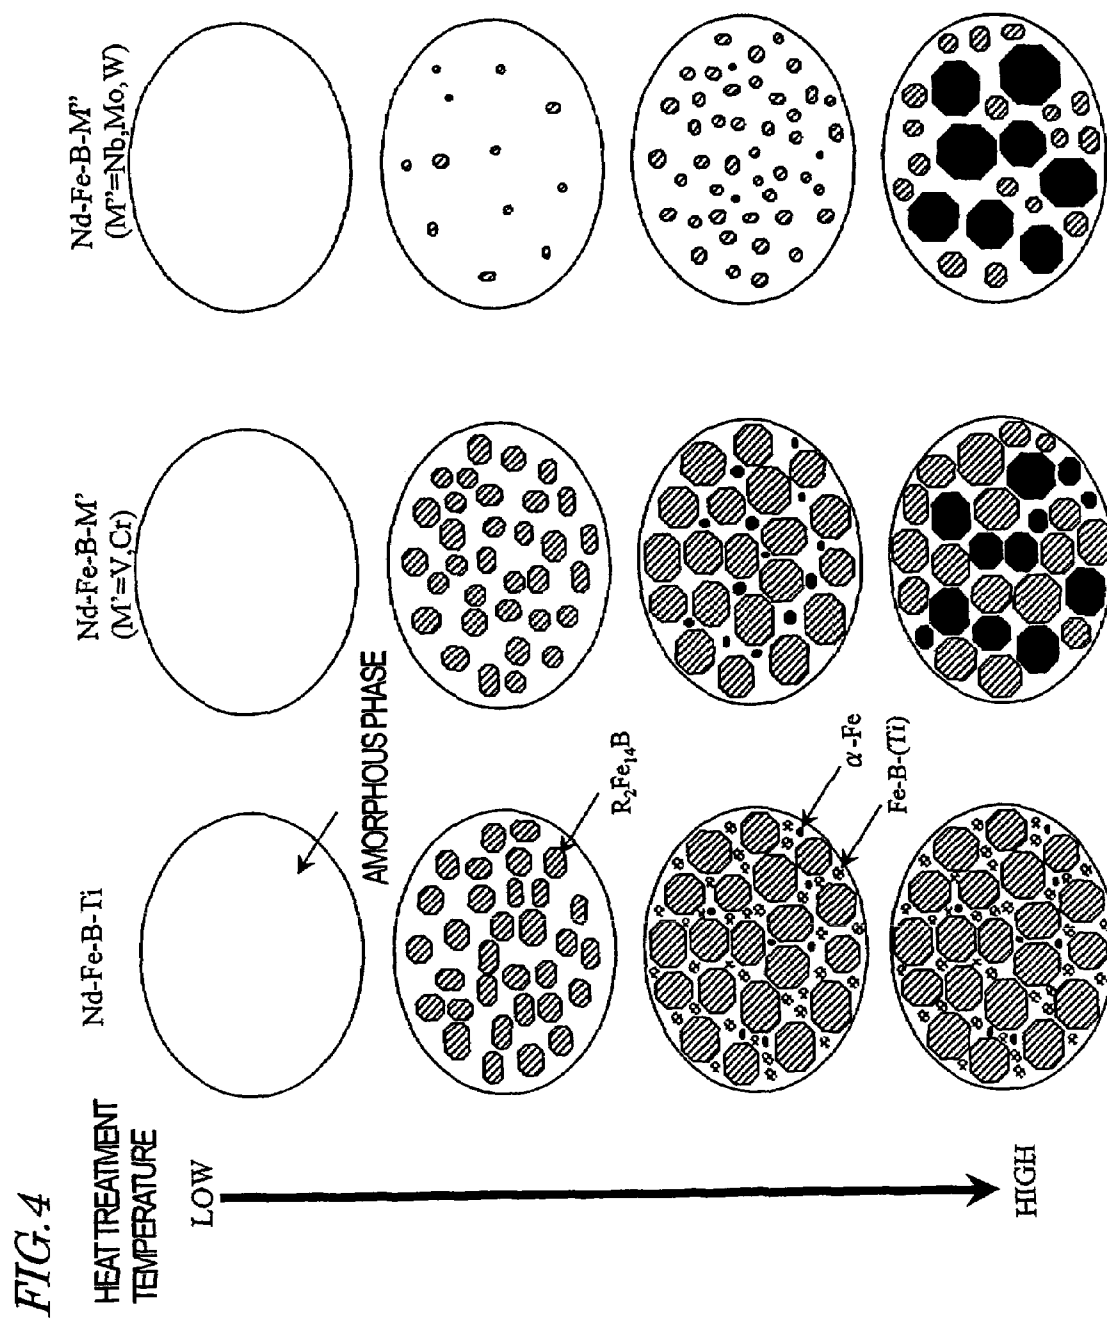 FIG.4
HEAT TREATMENT
TEMPERATURE
LOW
HIGH
Nd-Fe-B-Ti
Nd-Fe-B-M'
(M'=V,Cr)
Nd-Fe-B-M"
(M"=Nb,Mo,W)
AMORPHOUS PHASE
R₂Fe₁₄B
α-Fe
Fe-B-(Ti)